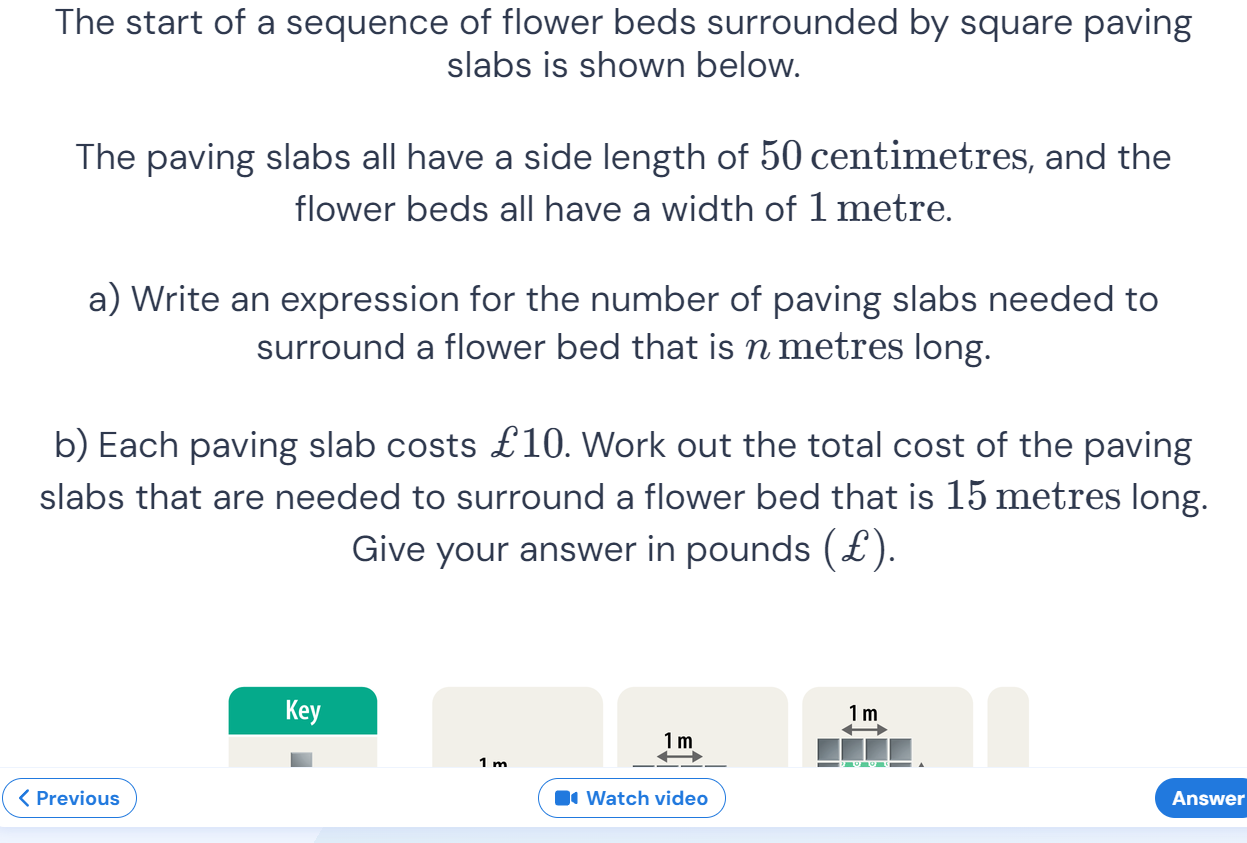 The start of a sequence of flower beds surrounded by square paving
slabs is shown below.
The paving slabs all have a side length of 50 centimetres, and the
flower beds all have a width of 1 metre.
a) Write an expression for the number of paving slabs needed to
surround a flower bed that is n metres long.
b) Each paving slab costs £10. Work out the total cost of the paving
slabs that are needed to surround a flower bed that is 15 metres long.
Give your answer in pounds (£).
Key
1 m
1 m
1 m
Previous
Watch video
Answer